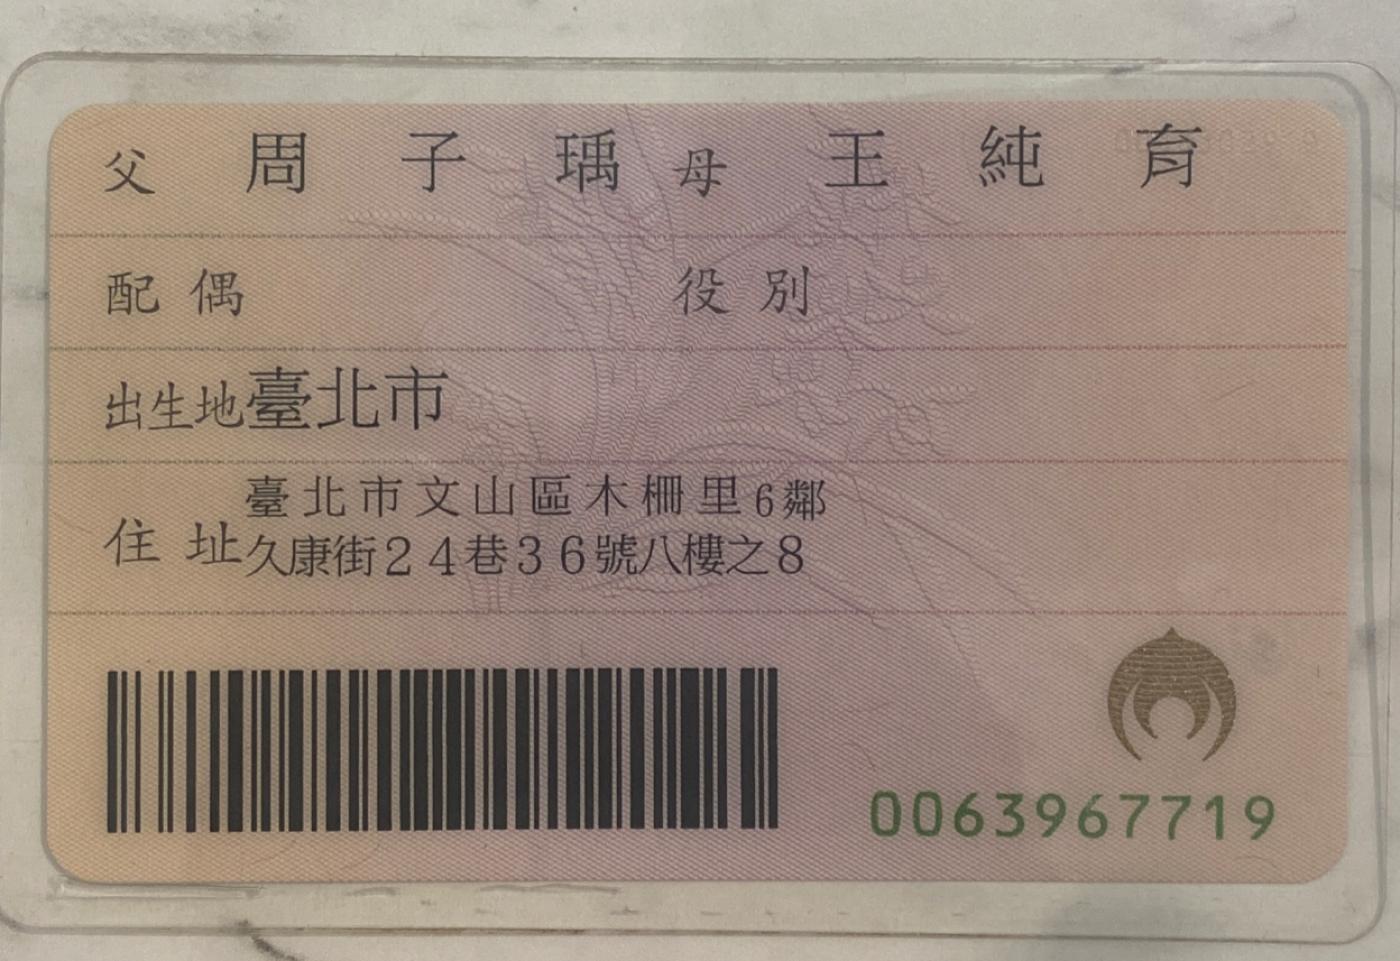 父 周子瑀 母 王純育
配偶 役別
出生地 臺北市
住址 臺北市文山區木柵里6鄰
久康街24巷36號八樓之8
0063967719